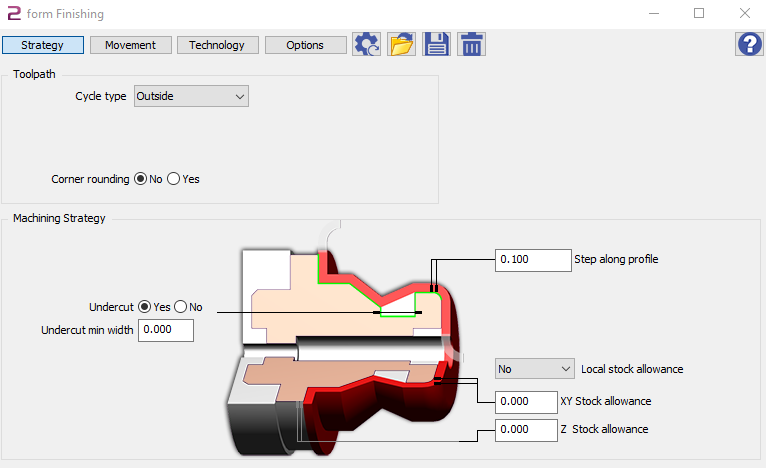 form Finishing
Strategy Movement Technology Options
Toolpath
Cycle type Outside
Corner rounding No Yes
Machining Strategy
0.100 Step along profile
Undercut Yes No
Undercut min width 0.000
No Local stock allowance
0.000 XY Stock allowance
0.000 Z Stock allowance